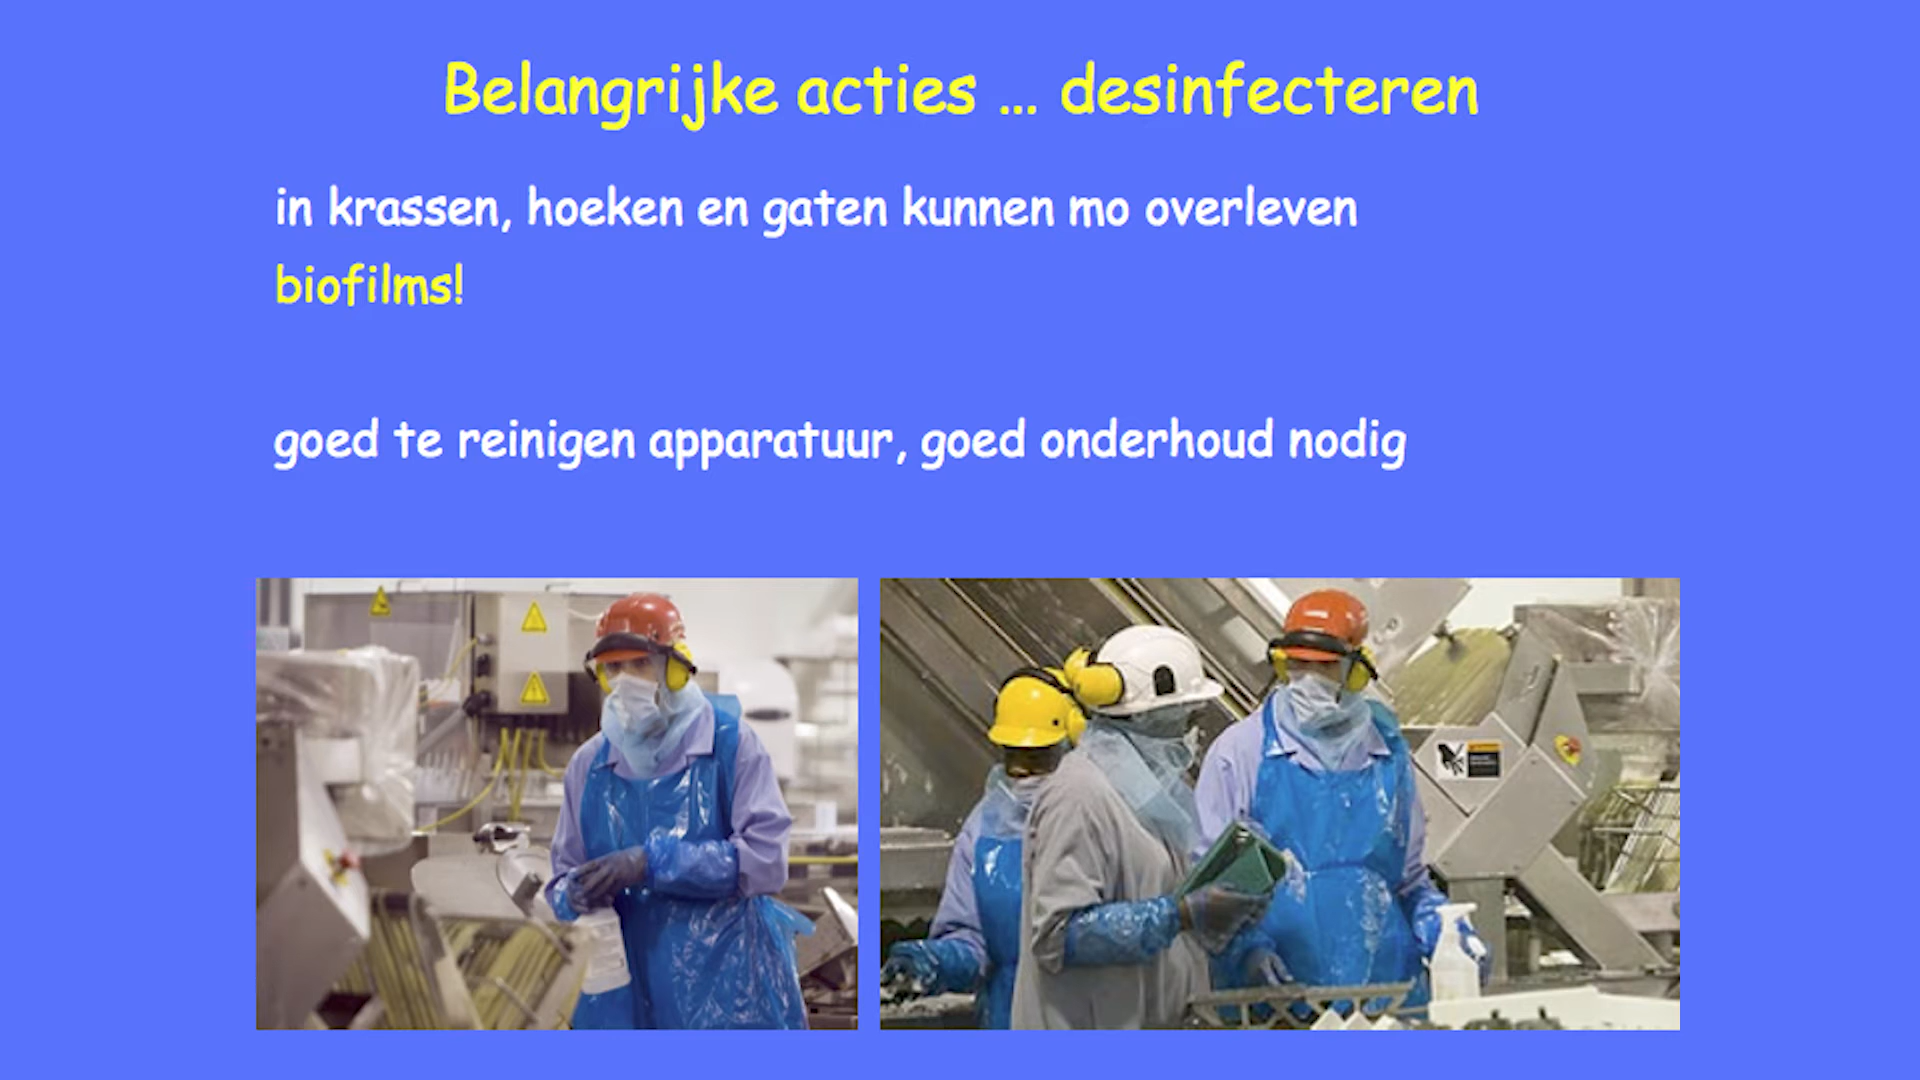 Belangrijke acties ... desinfecteren
in krassen, hoeken en gaten kunnen mo overleven
biofilms!
goed te reinigen apparatuur, goed onderhoud nodig